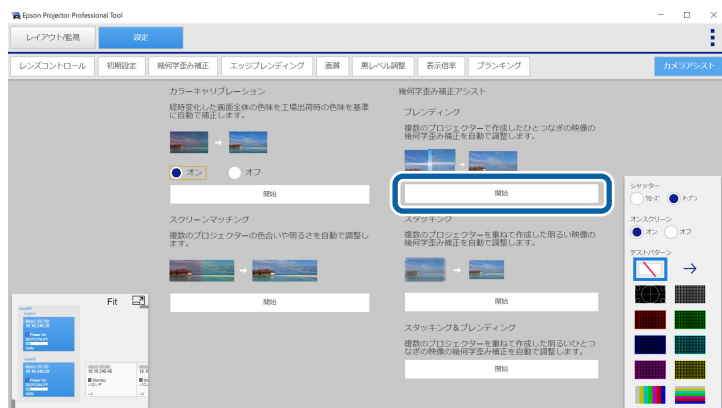 Epson Projector Professional Tool
レイアウト/監視
設定
レンズコントロール
初期設定
幾何学歪み補正
エッジブレンディング
画質
黒レベル調整
表示倍率
ブランキング
カメラアシスト
カラーキャリブレーション
経時変化した画面全体の色味を工場出荷時の色味を基準
に自動で補正します。
オン
オフ
開始
スクリーンマッチング
複数のプロジェクターの色合いや明るさを自動で調整し
ます。
開始
幾何学歪み補正アシスト
ブレンディング
複数のプロジェクターで作成したひとつなぎの映像の
幾何学歪み補正を自動で調整します。
開始
スタッキング
複数のプロジェクターを重ねて作成した明るい映像の
幾何学歪み補正を自動で調整します。
開始
スタッキング&ブレンディング
複数のプロジェクターを重ねて作成した明るいひとつ
なぎの映像の幾何学歪み補正を自動で調整します。
開始
シャッター
クローズ
オープン
オンスクリーン
オン
オフ
テストパターン
Fit
Layer1
Power On
Layer2
Power On
Standby